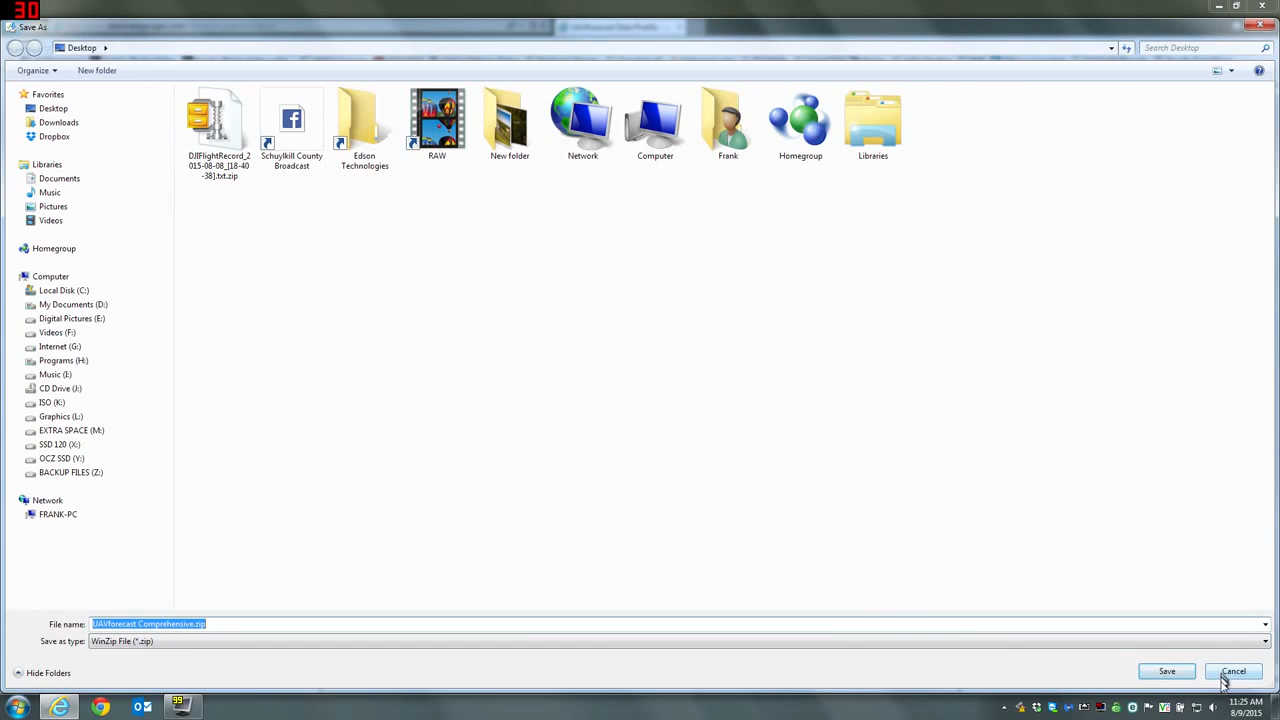 30
Save As
Desktop
Search Desktop
Organize
New folder
Favorites
Desktop
Downloads
Dropbox
Libraries
Documents
Music
Pictures
Videos
Homegroup
Computer
Local Disk (C:)
My Documents (D:)
Digital Pictures (E:)
Videos (F:)
Internet (G:)
Programs (H:)
Music (I:)
CD Drive (J:)
ISO (K:)
Graphics (L:)
EXTRA SPACE (M:)
SSD 120 (X:)
OCZ SSD (Y:)
BACKUP FILES (Z:)
Network
FRANK-PC
DJIFlightRecord_2
015-08-08_[18-40
-38].txt.zip
Schuylkill County
Broadcast
Edson
Technologies
RAW
New folder
Network
Computer
Frank
Homegroup
Libraries
File name:
UAVforecast Comprehensive.zip
Save as type:
WinZip File (*.zip)
Hide Folders
Save
Cancel
99
11:25 AM
8/9/2015